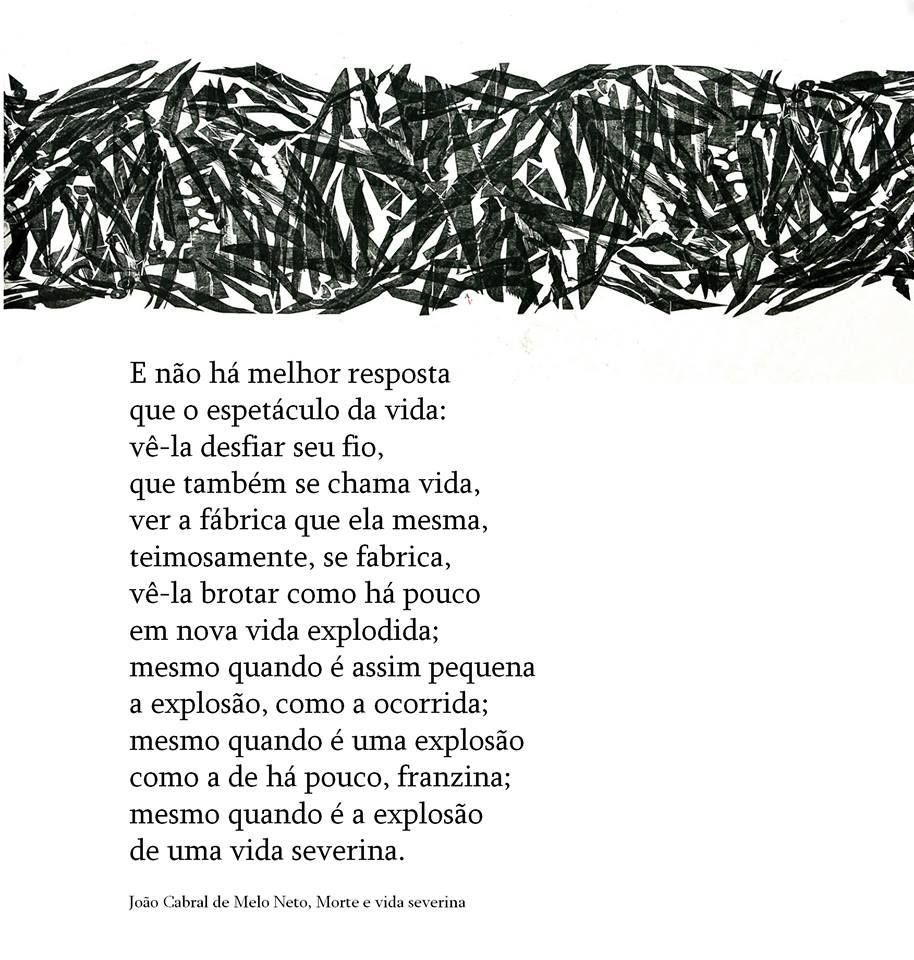 E não há melhor resposta
que o espetáculo da vida:
vê-la desfiar seu fio,
que também se chama vida,
ver a fábrica que ela mesma,
teimosamente, se fabrica,
vê-la brotar como há pouco
em nova vida explodida;
mesmo quando é assim pequena
a explosão, como a ocorrida;
mesmo quando é uma explosão
como a de há pouco, franzina;
mesmo quando é a explosão
de uma vida severina.
João Cabral de Melo Neto, Morte e vida severina